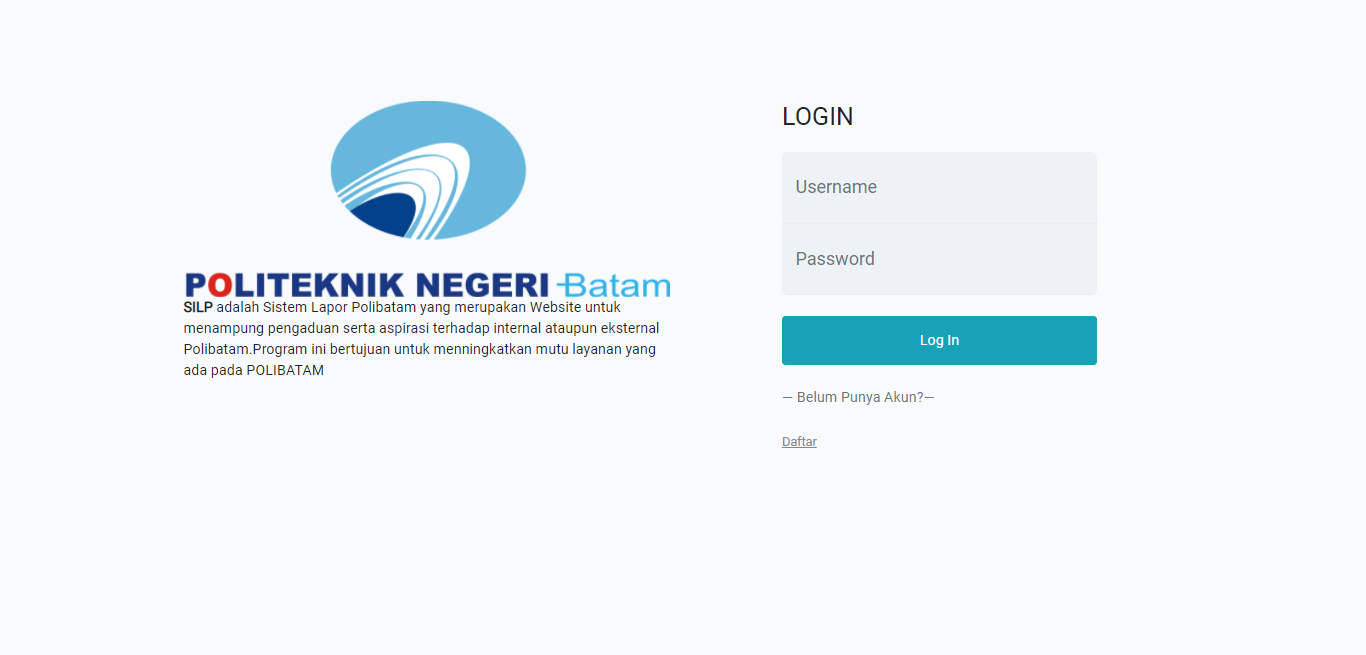 POLITEKNIK NEGERI Batam
SILP adalah Sistem Lapor Polibatam yang merupakan Website untuk
menampung pengaduan serta aspirasi terhadap internal ataupun eksternal
Polibatam.Program ini bertujuan untuk menningkatkan mutu layanan yang
ada pada POLIBATAM
LOGIN
Username
Password
Log In
— Belum Punya Akun?—
Daftar